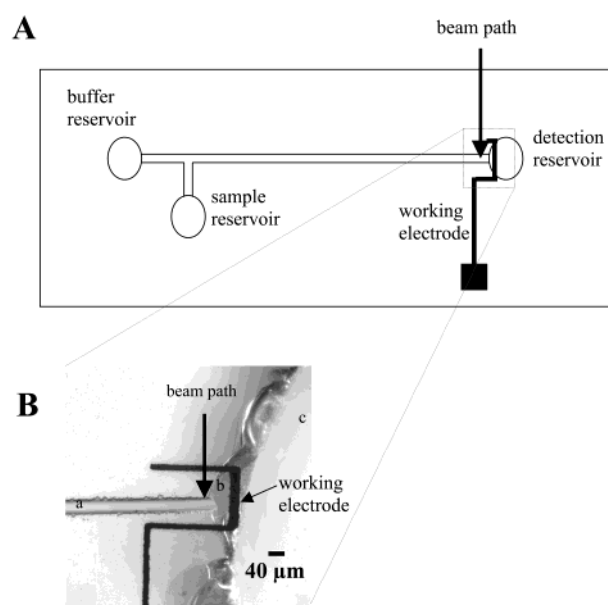 A
beam path
buffer
reservoir
detection
reservoir
sample
reservoir
working
electrode
B
beam path
c
b
a
working
electrode
40 µm